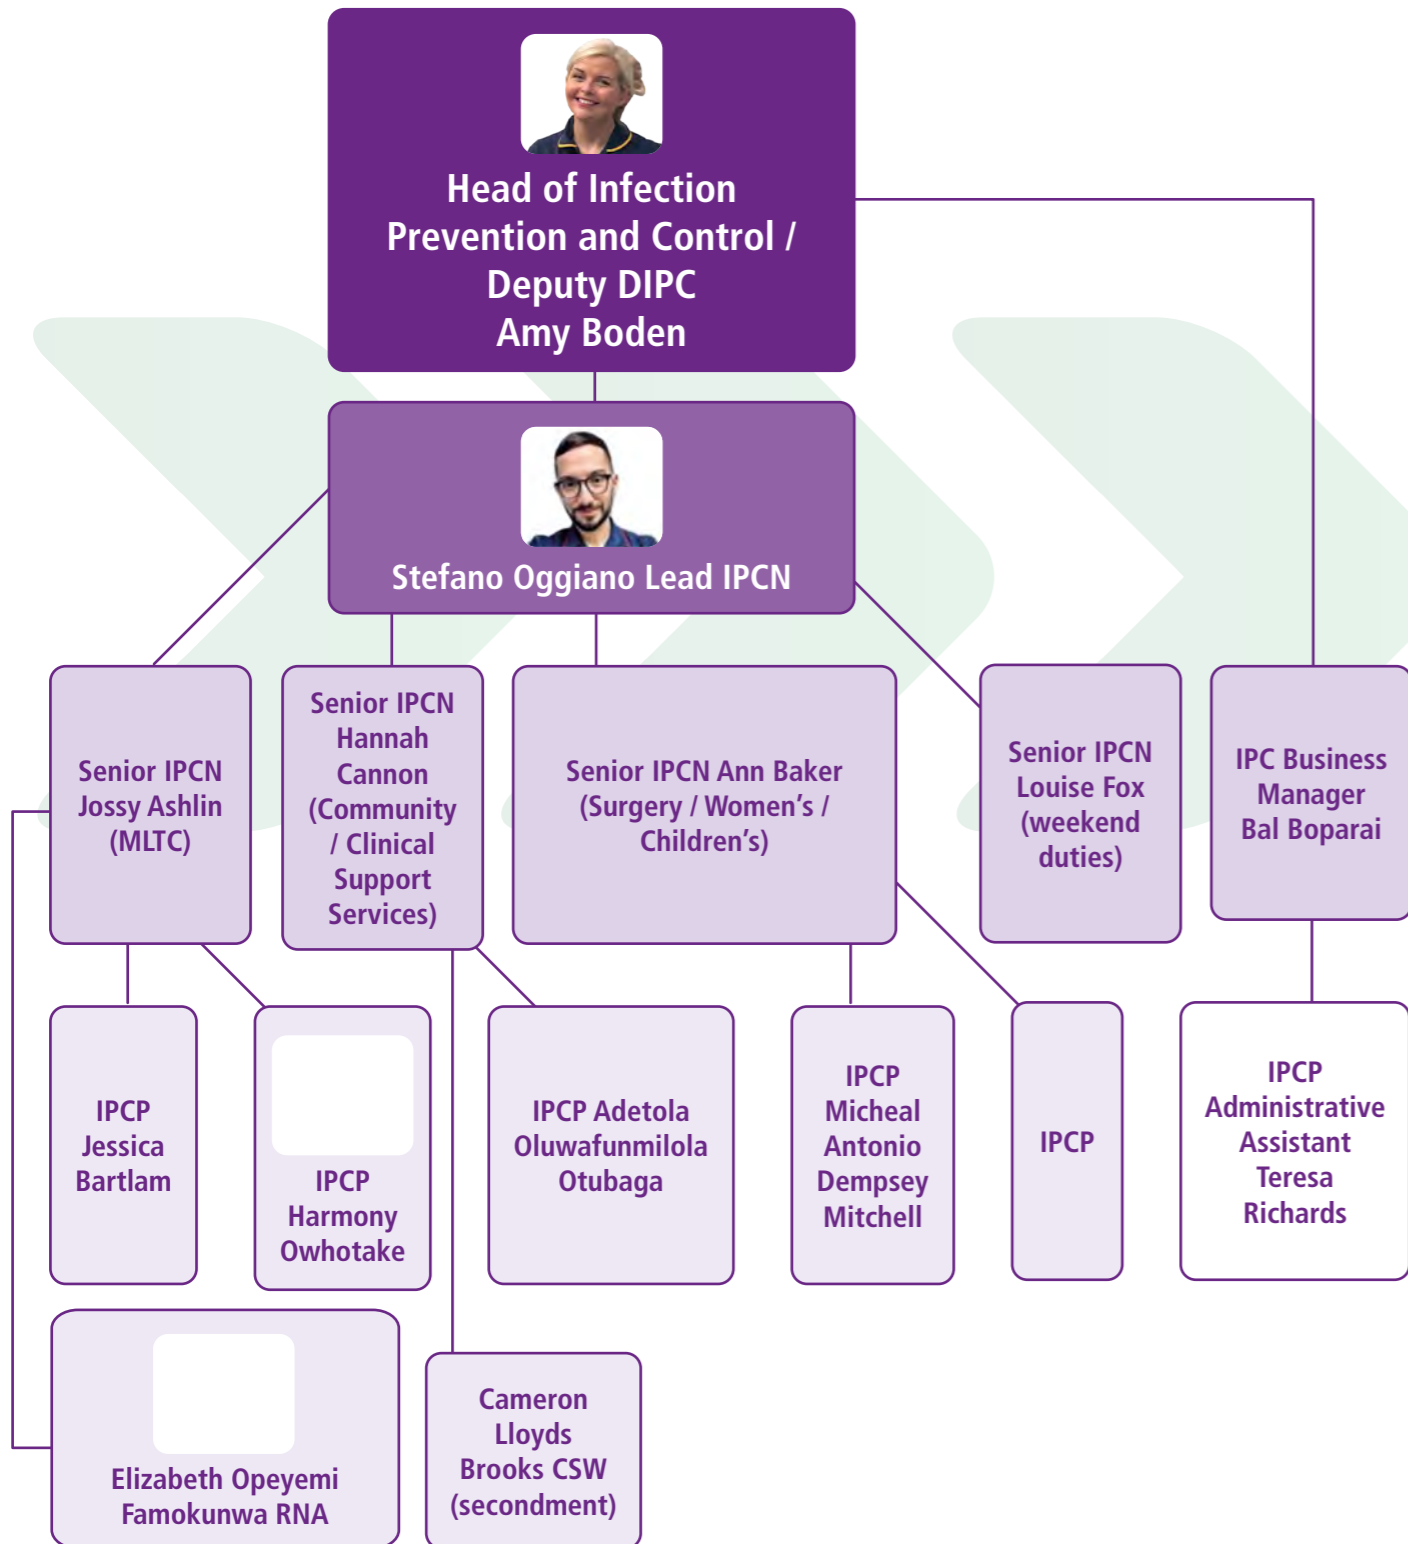 Head of Infection
Prevention and Control /
Deputy DIPC
Amy Boden
Stefano Oggiano Lead IPCN
Senior IPCN
Jossy Ashlin
(MLTC)
Senior IPCN
Hannah
Cannon
(Community
/ Clinical
Support
Services)
Senior IPCN Ann Baker
(Surgery / Women’s /
Children’s)
Senior IPCN
Louise Fox
(weekend
duties)
IPC Business
Manager
Bal Boparai
IPCP
Jessica
Bartlam
IPCP
Harmony
Owhotake
IPCP Adetola
Oluwafunmilola
Otubaga
IPCP
Micheal
Antonio
Dempsey
Mitchell
IPCP
IPCP
Administrative
Assistant
Teresa
Richards
Elizabeth Opeyemi
Famokunwa RNA
Cameron
Lloyds
Brooks CSW
(secondment)